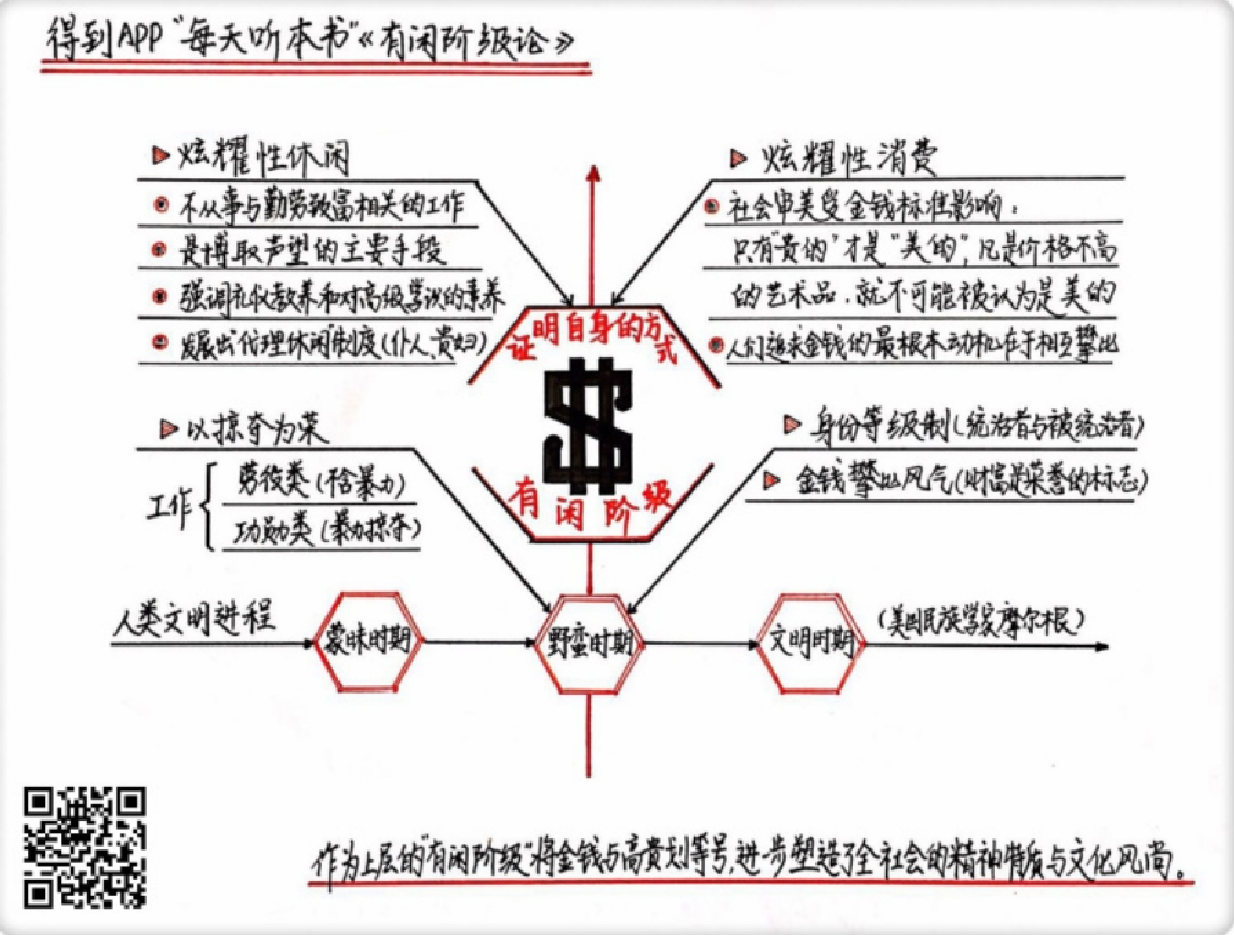 得到APP"每天听本书"《有闲阶级论》
炫耀性休闲
不从事与勤劳致富相关的工作
是博取声望的主要手段
强调礼仪教养和对高级学识的素养
发展出代理休闲制度(仆人、贵妇)
炫耀性消费
社会审美受金钱标准影响:
只有"贵的"才是"美的",凡是价格不高
的艺术品,就不可能被认为是美的
人们追求金钱的最根本动机在于相互攀比
证明自身的方式
有闲阶级
以掠夺为荣
工作
劳役类(不含暴力)
功勋类(暴力掠夺)
身份等级制(统治者与被统治者)
金钱攀比风气(财富是荣誉的标志)
人类文明进程
蒙昧时期
野蛮时期
文明时期
(美国民族学家摩尔根)
作为上层的"有闲阶级"将金钱与高贵划等号,进步塑造了全社会的精神特质与文化风尚。